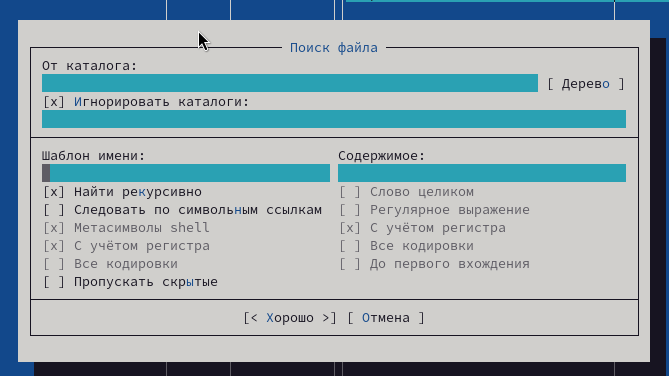 Поиск файла
От каталога:
[ Дерево ]
[x] Игнорировать каталоги:
Шаблон имени: Содержимое:
[x] Найти рекурсивно [ ] Слово целиком
[ ] Следовать по символьным ссылкам [ ] Регулярное выражение
[x] Метасимволы shell [x] С учётом регистра
[x] С учётом регистра [ ] Все кодировки
[ ] Все кодировки [ ] До первого вхождения
[ ] Пропускать скрытые
[< Хорошо >] [ Отмена ]